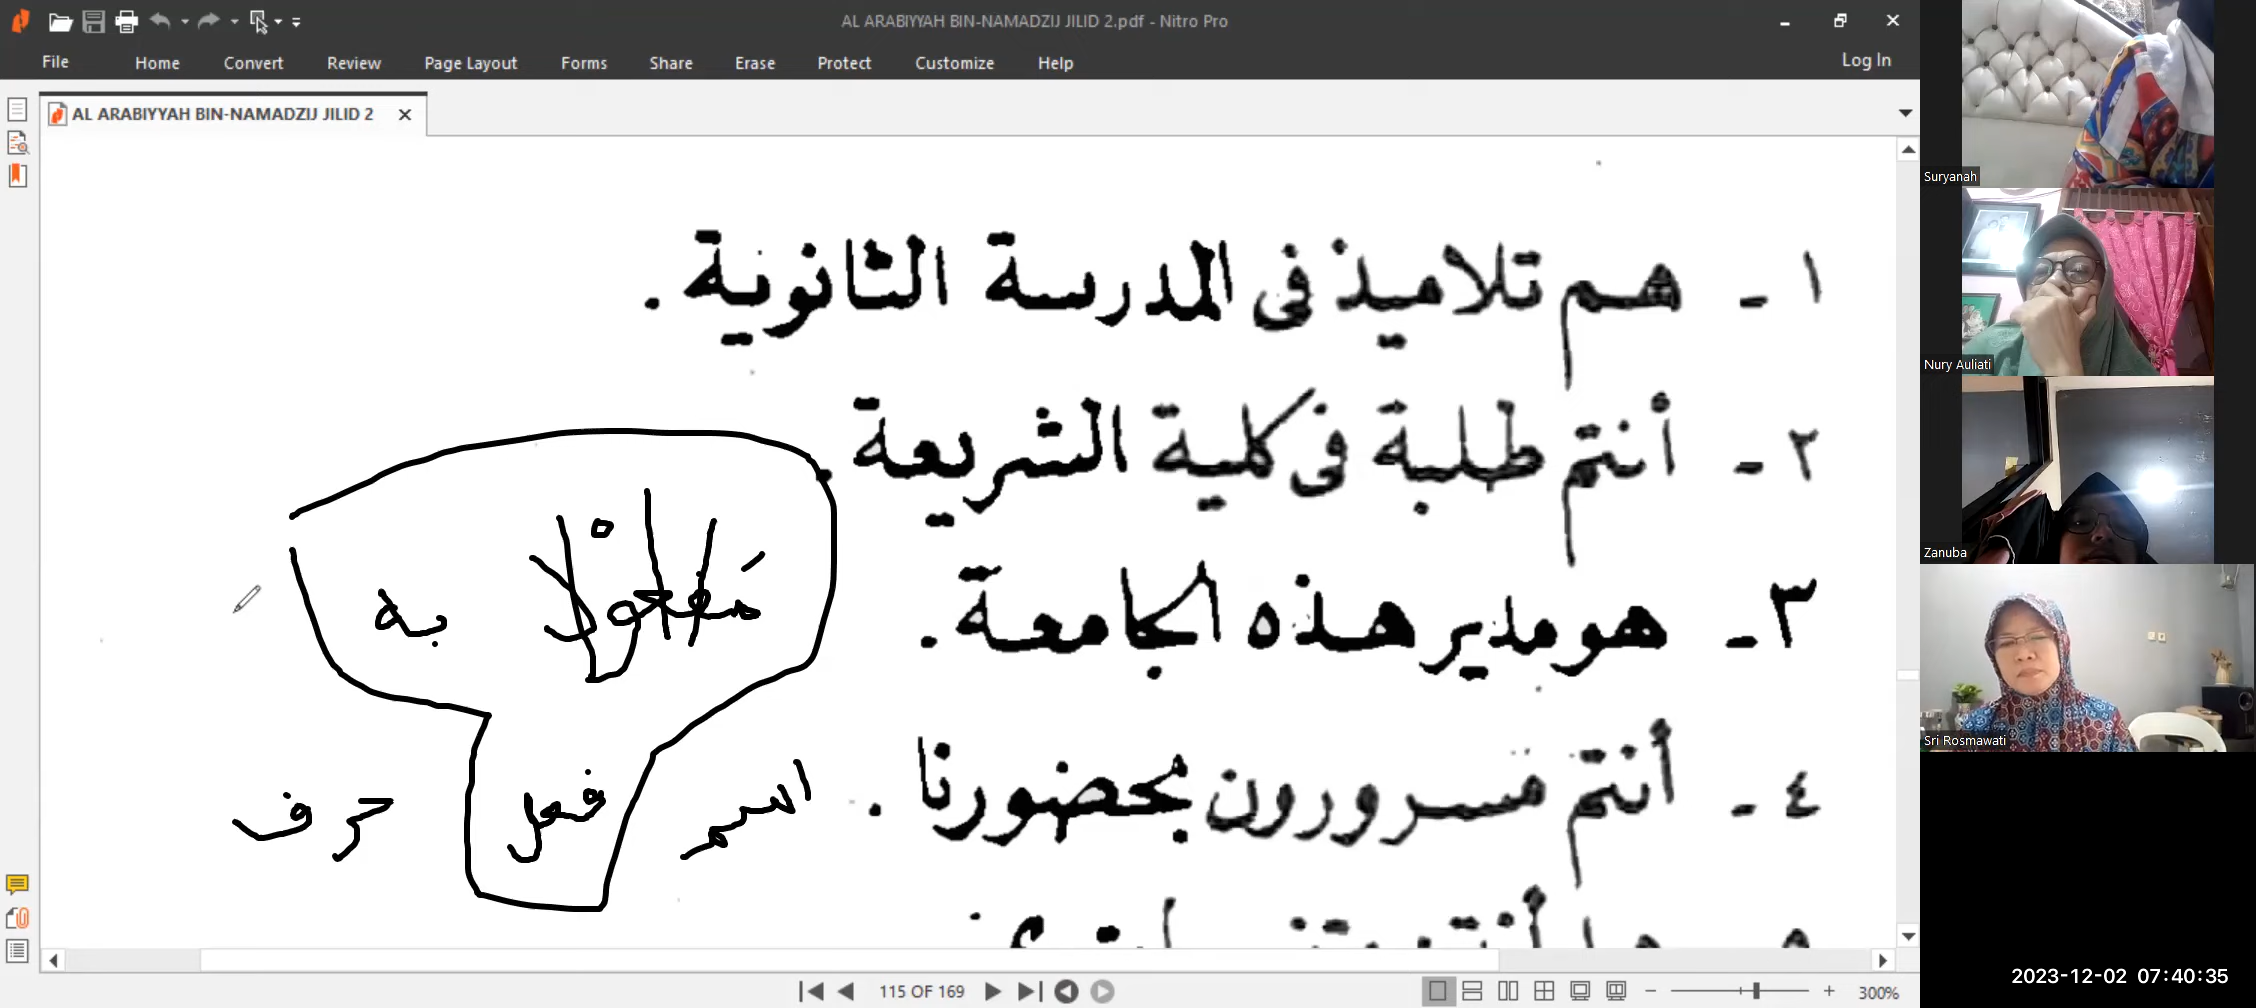 AL ARABIYYAH BIN-NAMADZIJ JILID 2.pdf - Nitro Pro
File Home Convert Review Page Layout Forms Share Erase Protect Customize Help Log In
AL ARABIYYAH BIN-NAMADZIJ JILID 2
١ - هم تلاميذ فى المدرسة الثانوية .
٢ - أنتم طلبة فى كلية الشريعة .
٣ - هو مدير هذه الجامعة .
٤ - أنتم مسرورون بحضورنا .
مَفْعول به
اسم فعل حرف
115 OF 169
300%
Suryanah
Nury Auliati
Zanuba
Sri Rosmawati
2023-12-02 07:40:35